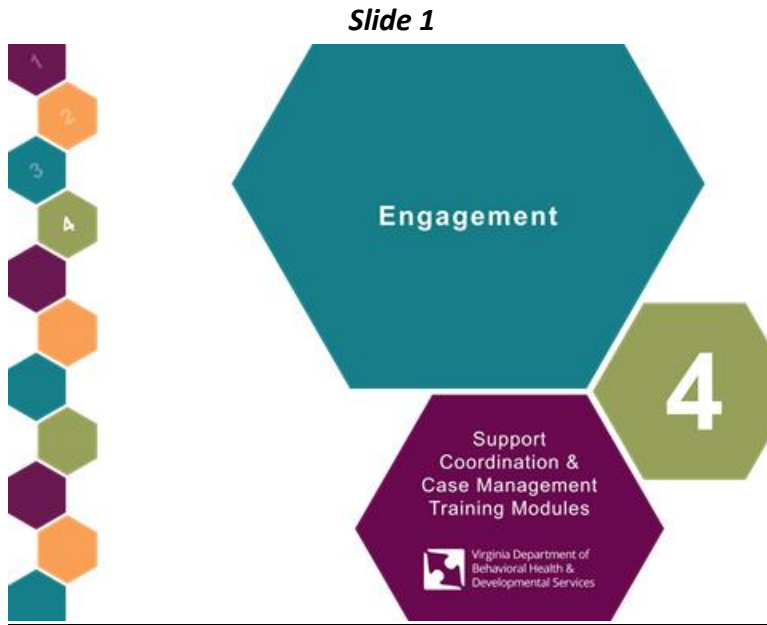 Slide 1
1
2
3
4
Engagement
4
Support
Coordination &
Case Management
Training Modules
Virginia Department of
Behavioral Health &
Developmental Services